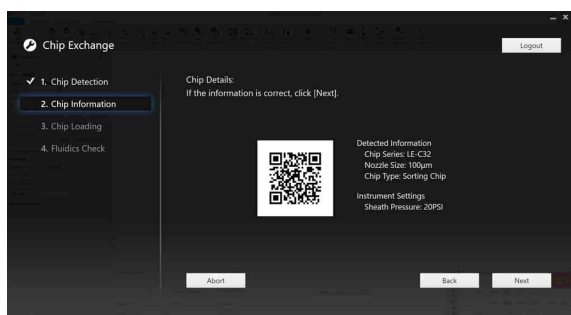 Chip Exchange
Logout
1. Chip Detection
2. Chip Information
3. Chip Loading
4. Fluidics Check
Chip Details:
If the information is correct, click [Next].
Detected Information
Chip Series: LE-C32
Nozzle Size: 100μm
Chip Type: Sorting Chip
Instrument Settings
Sheath Pressure: 20PSI
Abort
Back
Next